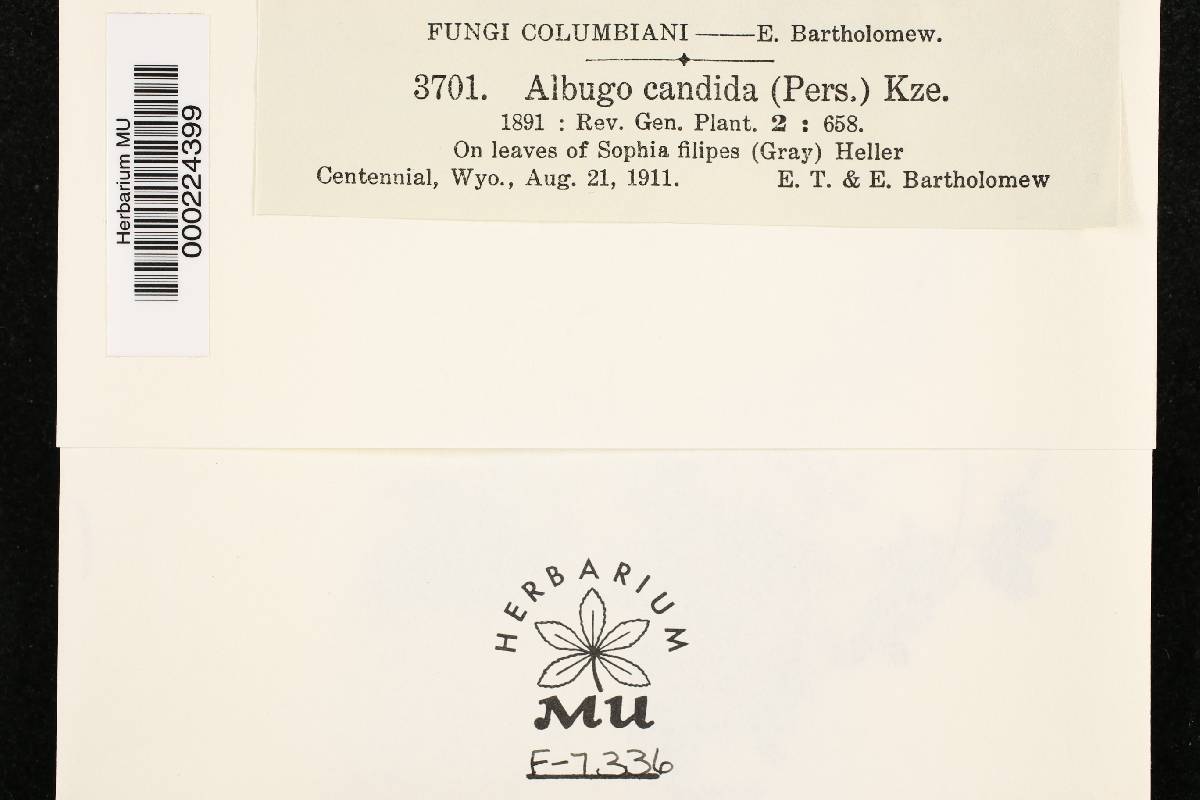 FUNGI COLUMBIANI ——E. Bartholomew.
3701. Albugo candida (Pers.) Kze.
1891 : Rev. Gen. Plant. 2 : 658.
On leaves of Sophia filipes (Gray) Heller
Centennial, Wyo., Aug. 21, 1911. E. T. & E. Bartholomew
Herbarium MU
000224399
HERBARIUM
MU
F-7,336